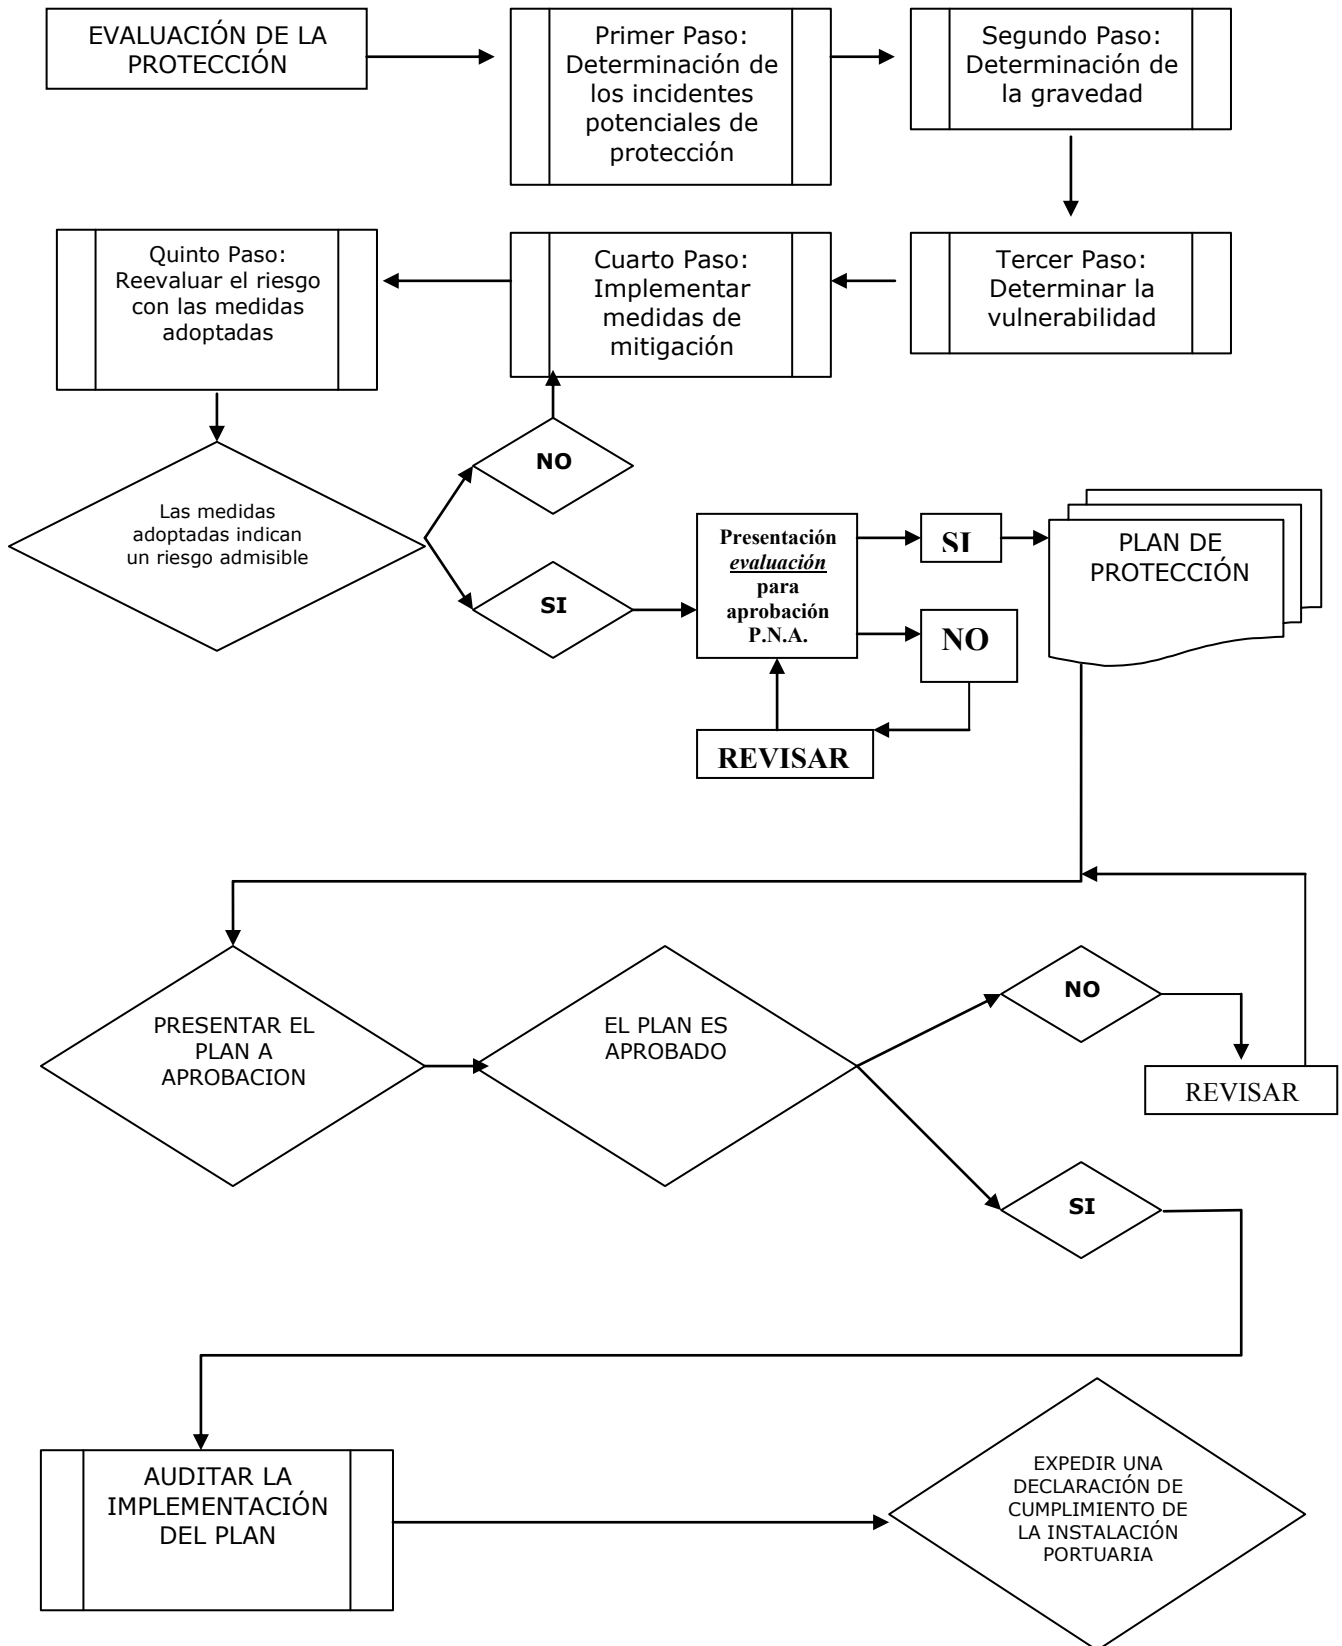 EVALUACIÓN DE LA
PROTECCIÓN
Primer Paso:
Determinación de
los incidentes
potenciales de
protección
Segundo Paso:
Determinación de
la gravedad
Quinto Paso:
Reevaluar el riesgo
con las medidas
adoptadas
Cuarto Paso:
Implementar
medidas de
mitigación
Tercer Paso:
Determinar la
vulnerabilidad
NO
Las medidas
adoptadas indican
un riesgo admisible
SI
Presentación
evaluación
para
aprobación
P.N.A.
SI
NO
REVISAR
PLAN DE
PROTECCIÓN
PRESENTAR EL
PLAN A
APROBACION
EL PLAN ES
APROBADO
NO
REVISAR
SI
AUDITAR LA
IMPLEMENTACIÓN
DEL PLAN
EXPEDIR UNA
DECLARACIÓN DE
CUMPLIMIENTO DE
LA INSTALACIÓN
PORTUARIA